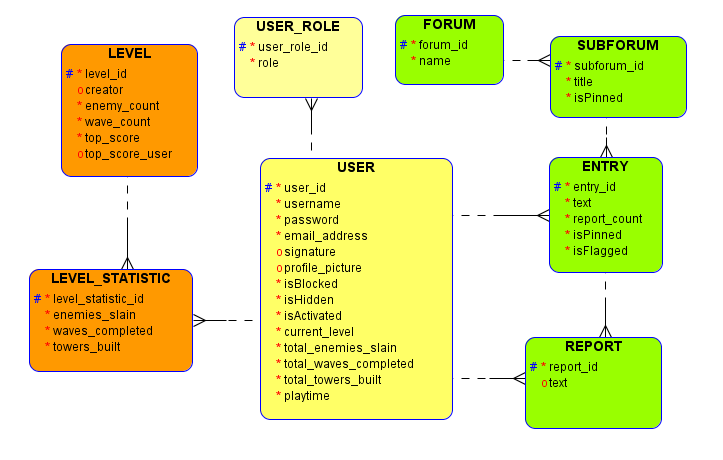 LEVEL
# * level_id
o creator
* enemy_count
* wave_count
* top_score
o top_score_user
USER_ROLE
# * user_role_id
* role
FORUM
# * forum_id
* name
SUBFORUM
# * subforum_id
* title
* isPinned
USER
# * user_id
* username
* password
* email_address
o signature
o profile_picture
* isBlocked
* isHidden
* isActivated
* current_level
* total_enemies_slain
* total_waves_completed
* total_towers_built
* playtime
ENTRY
# * entry_id
* text
* report_count
* isPinned
* isFlagged
LEVEL_STATISTIC
# * level_statistic_id
* enemies_slain
* waves_completed
* towers_built
REPORT
# * report_id
o text